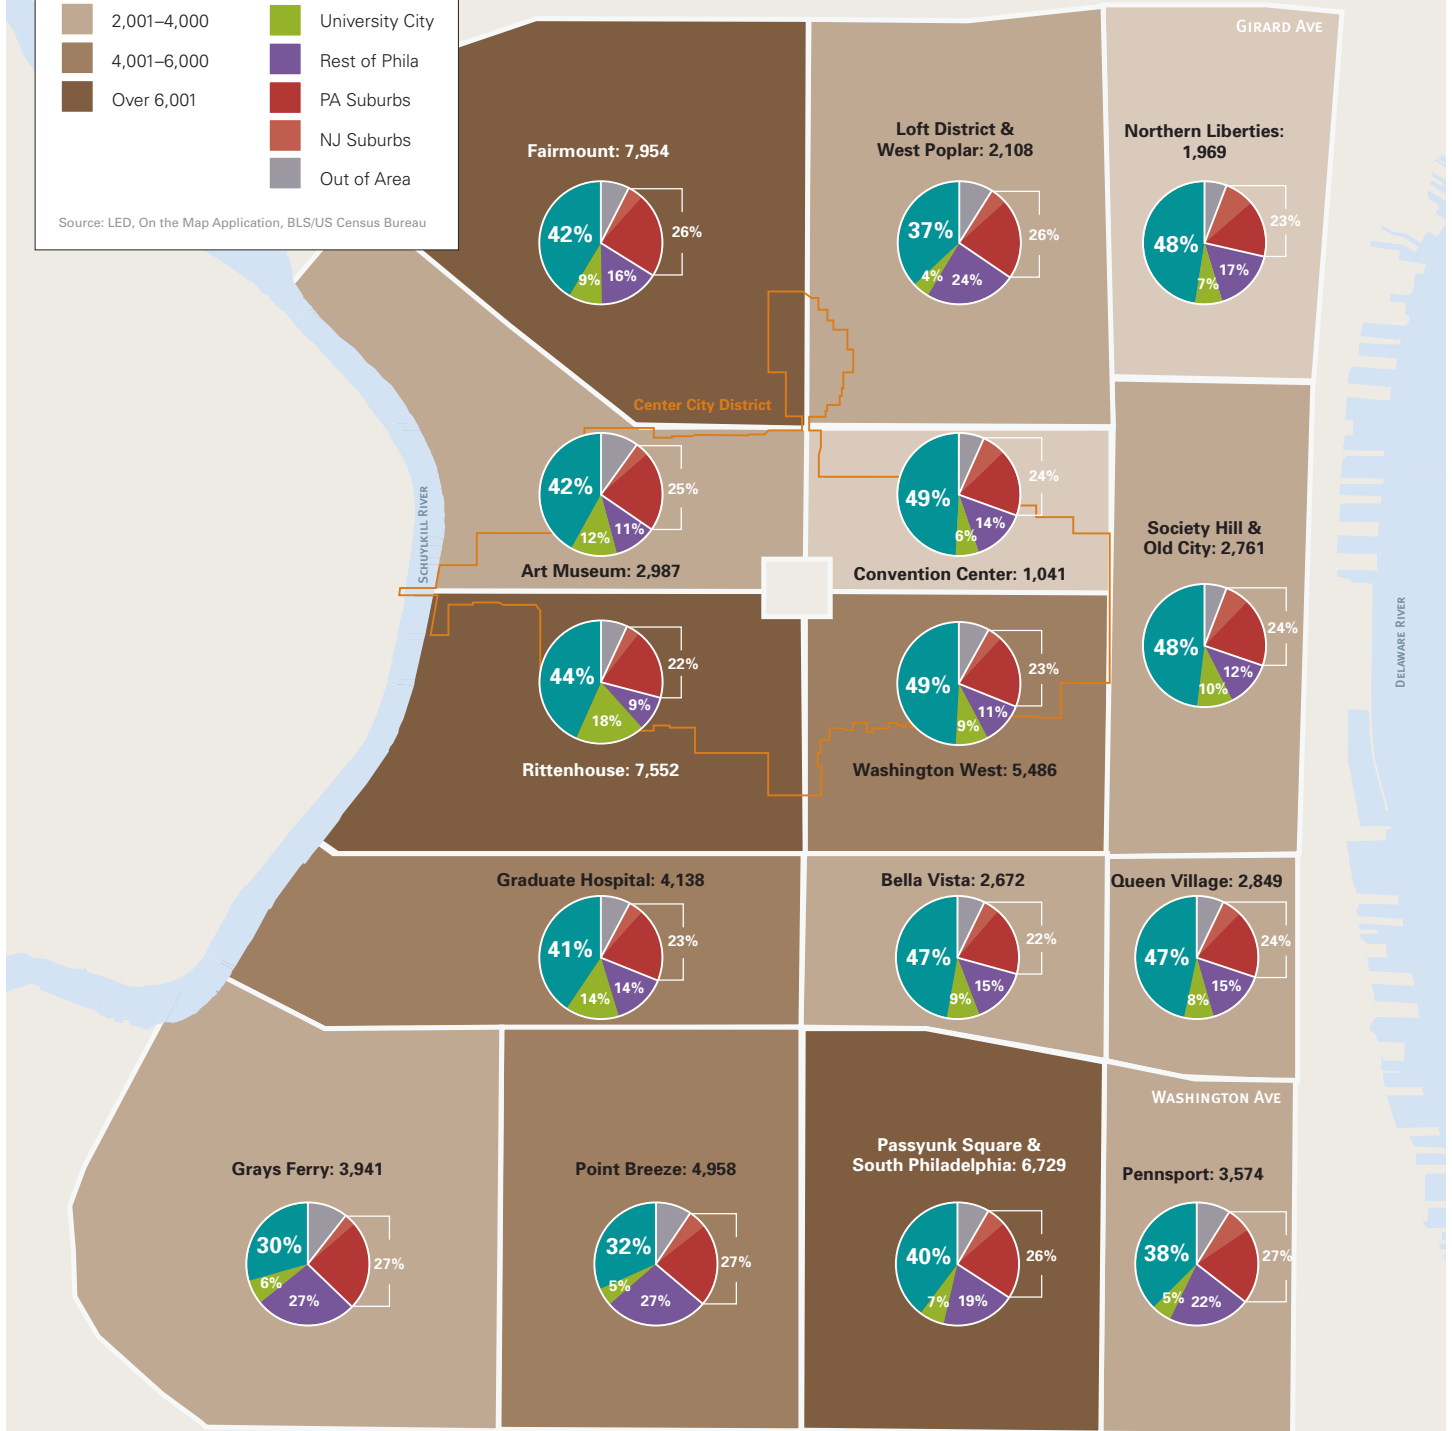 2,001–4,000
4,001–6,000
Over 6,001
University City
Rest of Phila
PA Suburbs
NJ Suburbs
Out of Area
Source: LED, On the Map Application, BLS/US Census Bureau
GIRARD AVE
Fairmount: 7,954
42%
26%
9%
16%
Loft District &
West Poplar: 2,108
37%
26%
4%
24%
Northern Liberties:
1,969
48%
23%
7%
17%
Center City District
SCHUYLKILL RIVER
42%
25%
12%
11%
Art Museum: 2,987
49%
24%
6%
14%
Convention Center: 1,041
Society Hill &
Old City: 2,761
48%
24%
10%
12%
DELAWARE RIVER
44%
22%
18%
9%
Rittenhouse: 7,552
49%
23%
9%
11%
Washington West: 5,486
Graduate Hospital: 4,138
41%
23%
14%
14%
Bella Vista: 2,672
47%
22%
9%
15%
Queen Village: 2,849
47%
24%
8%
15%
WASHINGTON AVE
Grays Ferry: 3,941
30%
27%
6%
27%
Point Breeze: 4,958
32%
27%
5%
27%
Passyunk Square &
South Philadelphia: 6,729
40%
26%
7%
19%
Pennsport: 3,574
38%
27%
5%
22%